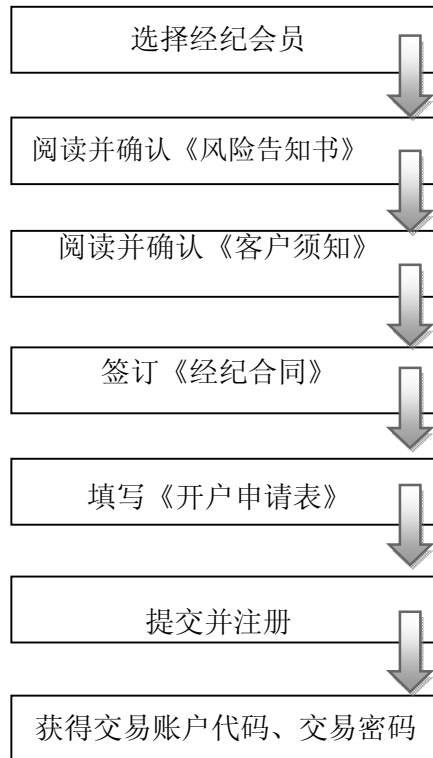 选择经纪会员
阅读并确认《风险告知书》
阅读并确认《客户须知》
签订《经纪合同》
填写《开户申请表》
提交并注册
获得交易账户代码、交易密码